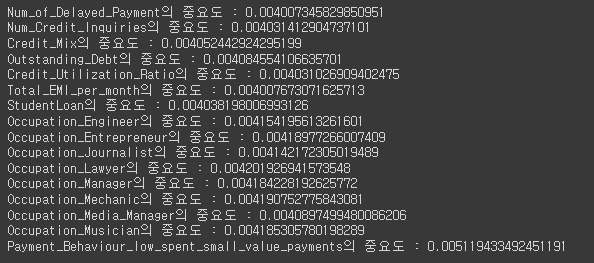 Num_of_Delayed_Payment의 중요도 : 0.004007345829850951
Num_Credit_Inquiries의 중요도 : 0.004031412904737101
Credit_Mix의 중요도 : 0.004052442924295199
Outstanding_Debt의 중요도 : 0.004084554106635701
Credit_Utilization_Ratio의 중요도 : 0.004031026909402475
Total_EMI_per_month의 중요도 : 0.004007673071625713
StudentLoan의 중요도 : 0.004038198006993126
Occupation_Engineer의 중요도 : 0.004154195613261601
Occupation_Entrepreneur의 중요도 : 0.00418977266007409
Occupation_Journalist의 중요도 : 0.004142172305019489
Occupation_Lawyer의 중요도 : 0.004201926941573548
Occupation_Manager의 중요도 : 0.004184228192625772
Occupation_Mechanic의 중요도 : 0.004190752775843081
Occupation_Media_Manager의 중요도 : 0.0040897499480086206
Occupation_Musician의 중요도 : 0.004185305780198289
Payment_Behaviour_low_spent_small_value_payments의 중요도 : 0.005119433492451191